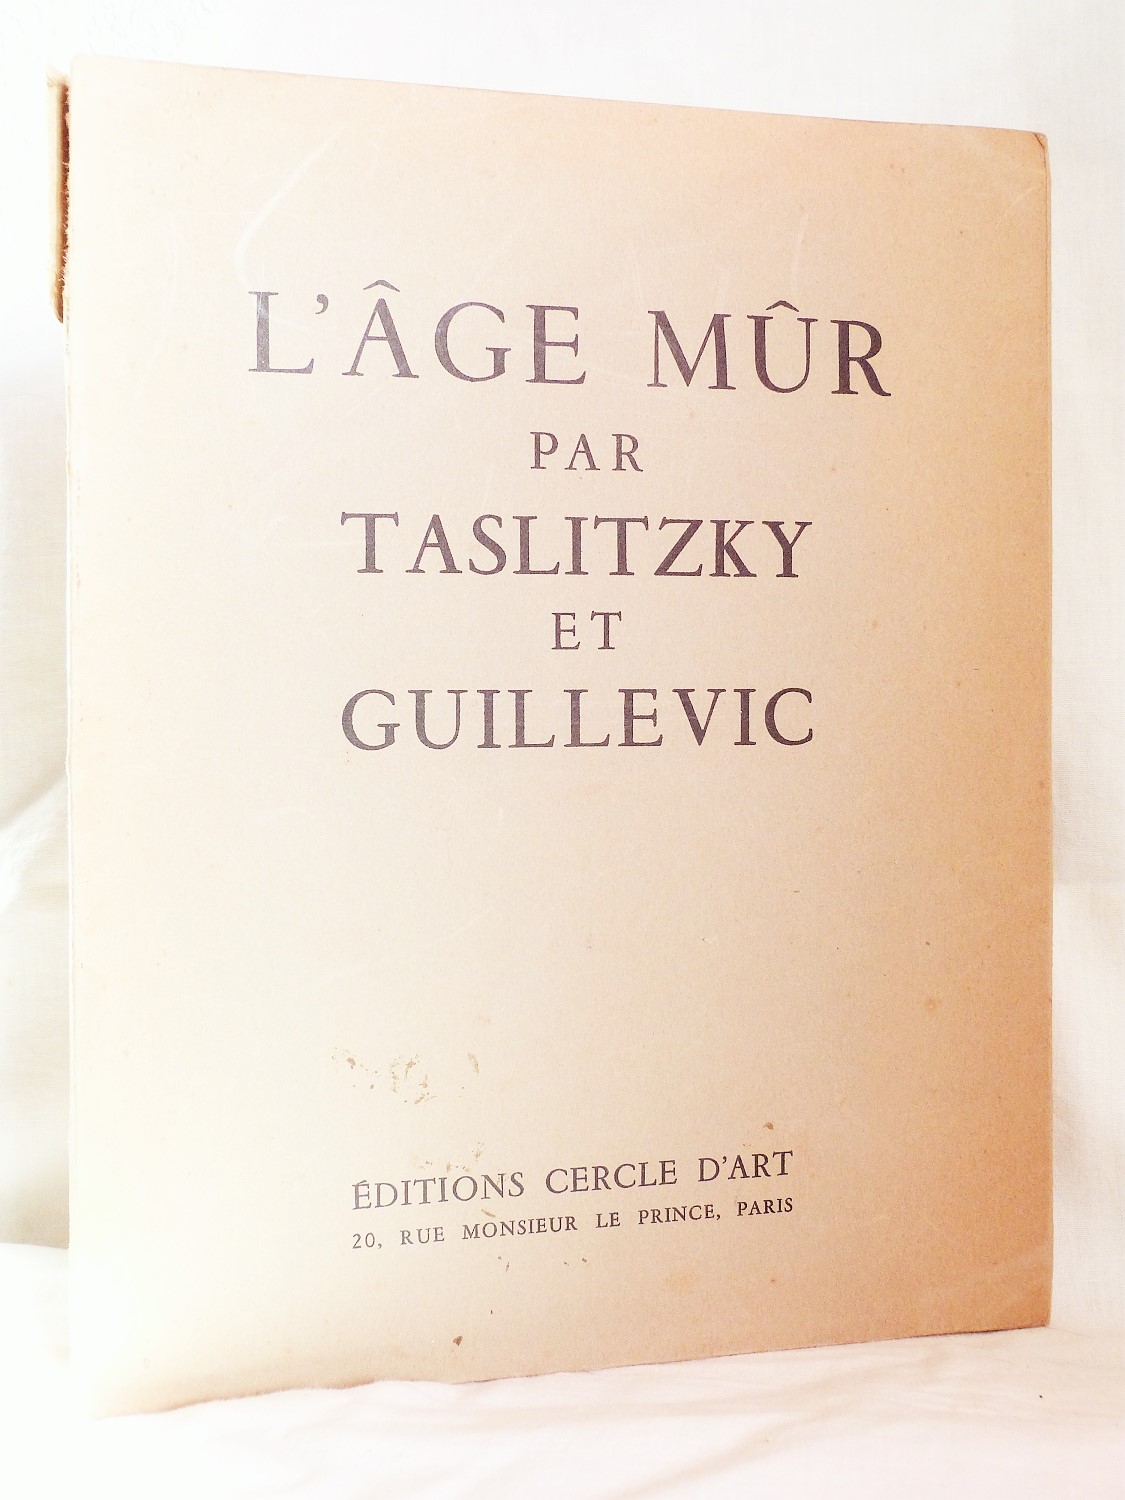 L'ÂGE MÛR
PAR
TASLITZKY
ET
GUILLEVIC
ÉDITIONS CERCLE D'ART
20, RUE MONSIEUR LE PRINCE, PARIS